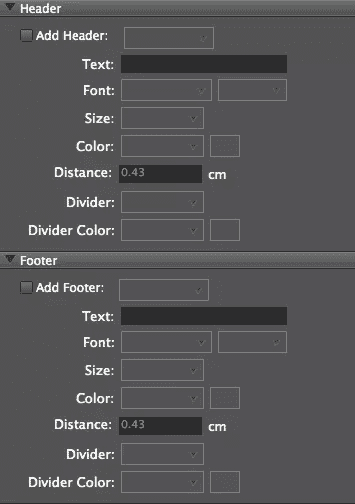 Header
Add Header:
Text:
Font:
Size:
Color:
Distance: 0.43 cm
Divider:
Divider Color:
Footer
Add Footer:
Text:
Font:
Size:
Color:
Distance: 0.43 cm
Divider:
Divider Color: